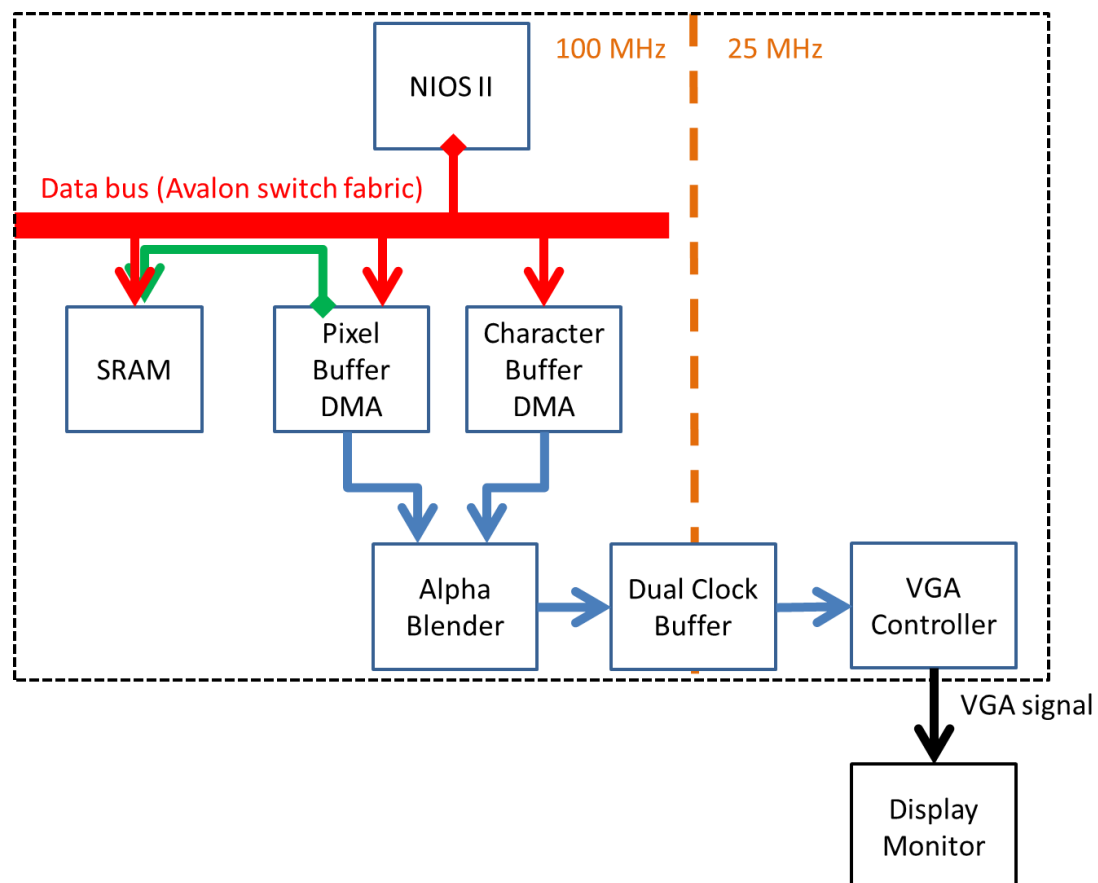 100 MHz
25 MHz
NIOS II
Data bus (Avalon switch fabric)
SRAM
Pixel
Buffer
DMA
Character
Buffer
DMA
Alpha
Blender
Dual Clock
Buffer
VGA
Controller
VGA signal
Display
Monitor